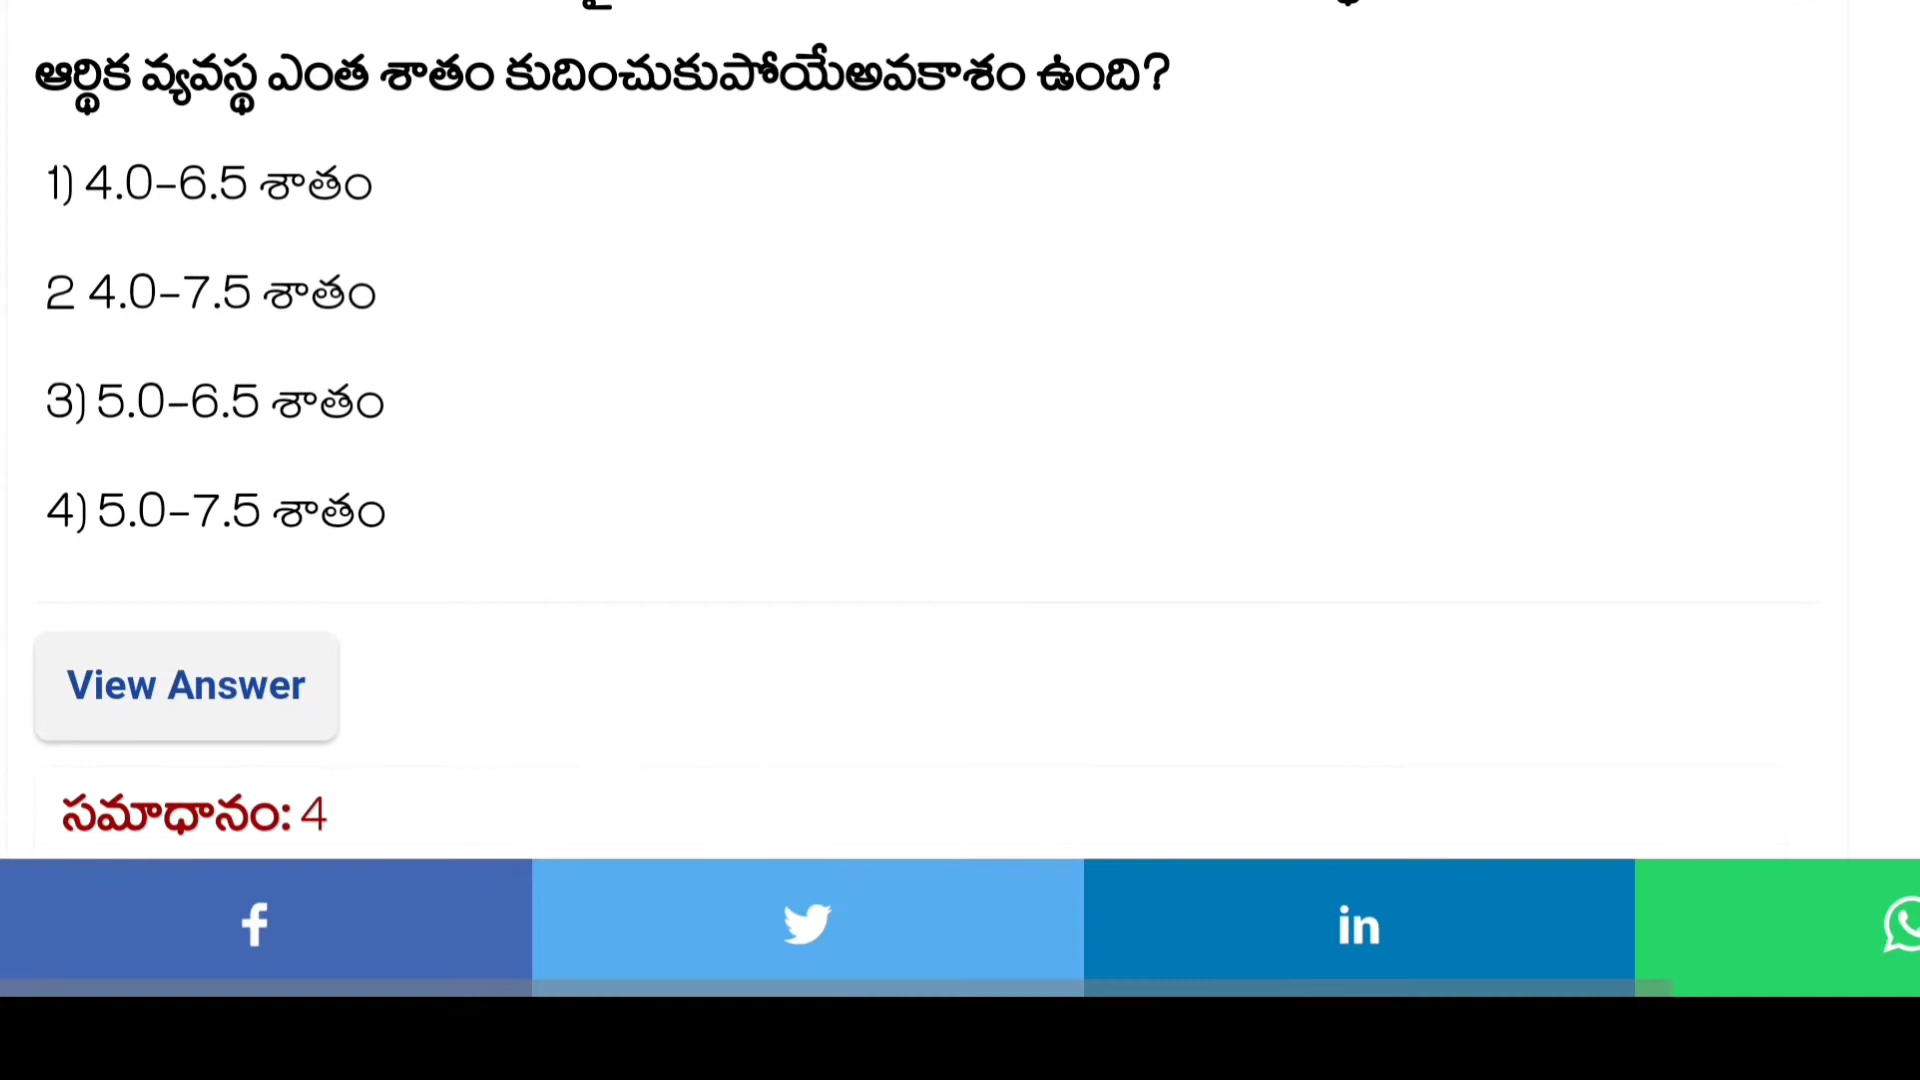 ఆర్థిక వ్యవస్థ ఎంత శాతం కుదించుకుపోయేఅవకాశం ఉంది?
1) 4.0-6.5 శాతం
2 4.0-7.5 శాతం
3) 5.0-6.5 శాతం
4) 5.0-7.5 శాతం
View Answer
సమాధానం: 4